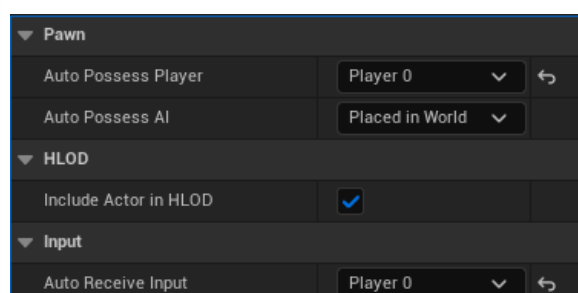 Pawn
Auto Possess Player Player 0
Auto Possess AI Placed in World
HLOD
Include Actor in HLOD
Input
Auto Receive Input Player 0